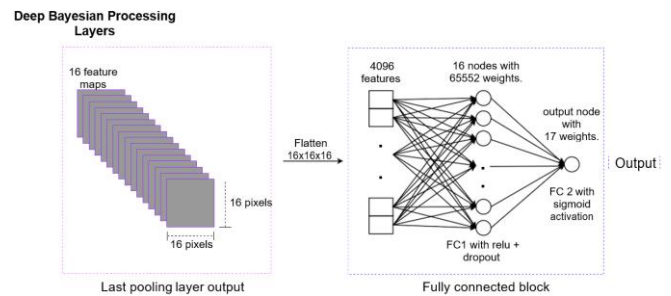 Deep Bayesian Processing
Layers
16 feature
maps
16 pixels
16 pixels
Last pooling layer output
Flatten
16x16x16
4096
features
16 nodes with
65552 weights.
output node
with
17 weights.
FC 2 with
sigmoid
activation
FC1 with relu +
dropout
Fully connected block
Output